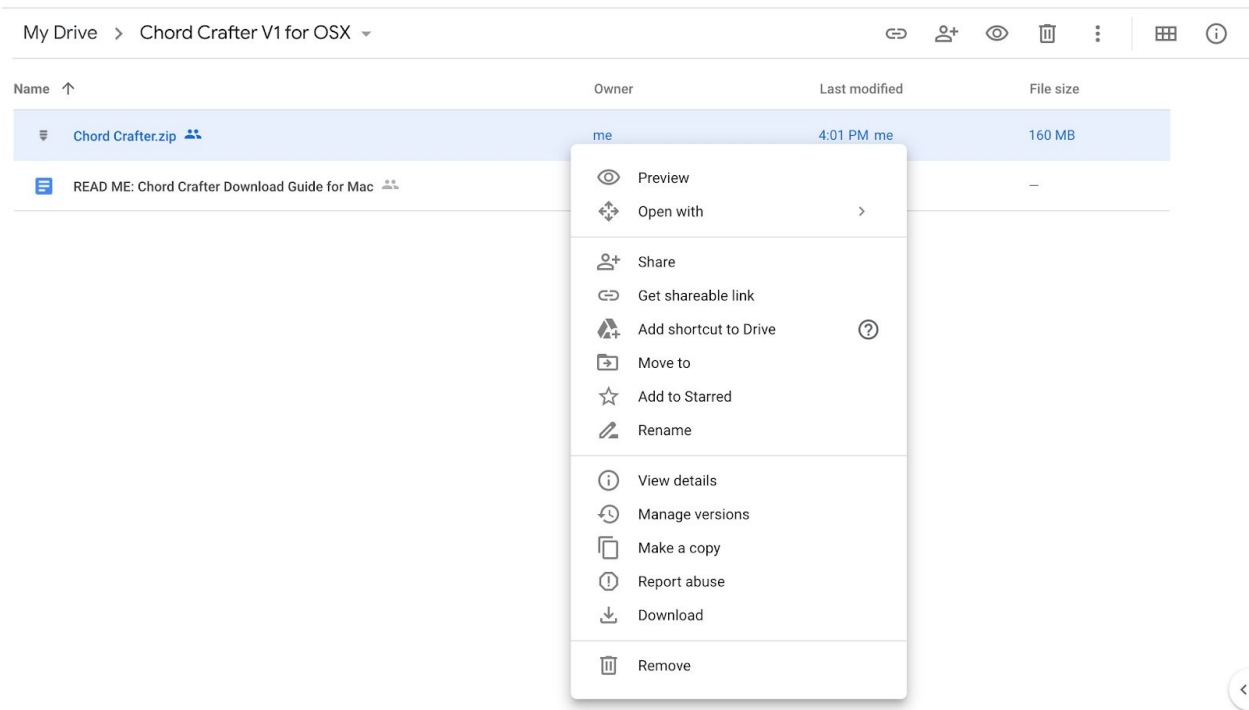 My Drive > Chord Crafter V1 for OSX
Name Owner Last modified File size
Chord Crafter.zip me 4:01 PM me 160 MB
READ ME: Chord Crafter Download Guide for Mac —
Preview
Open with
Share
Get shareable link
Add shortcut to Drive
Move to
Add to Starred
Rename
View details
Manage versions
Make a copy
Report abuse
Download
Remove